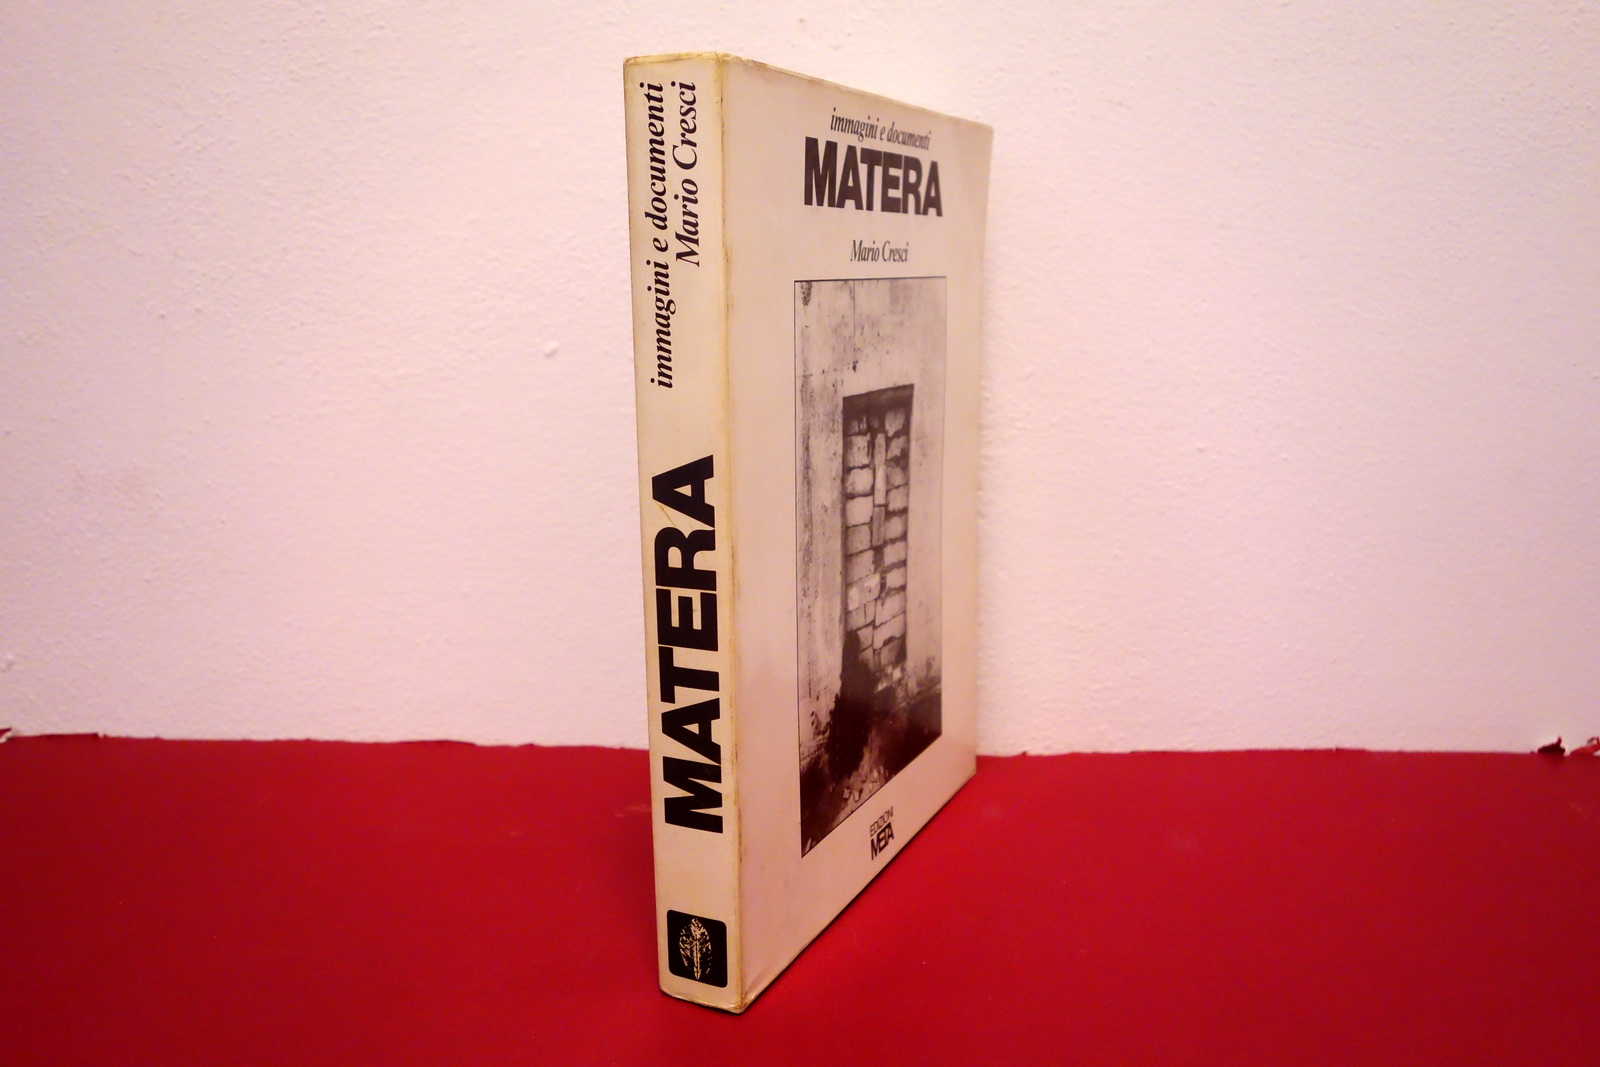 immagini e documenti
Mario Cresci
MATERA
immagini e documenti
MATERA
Mario Cresci
EDIZIONI
META